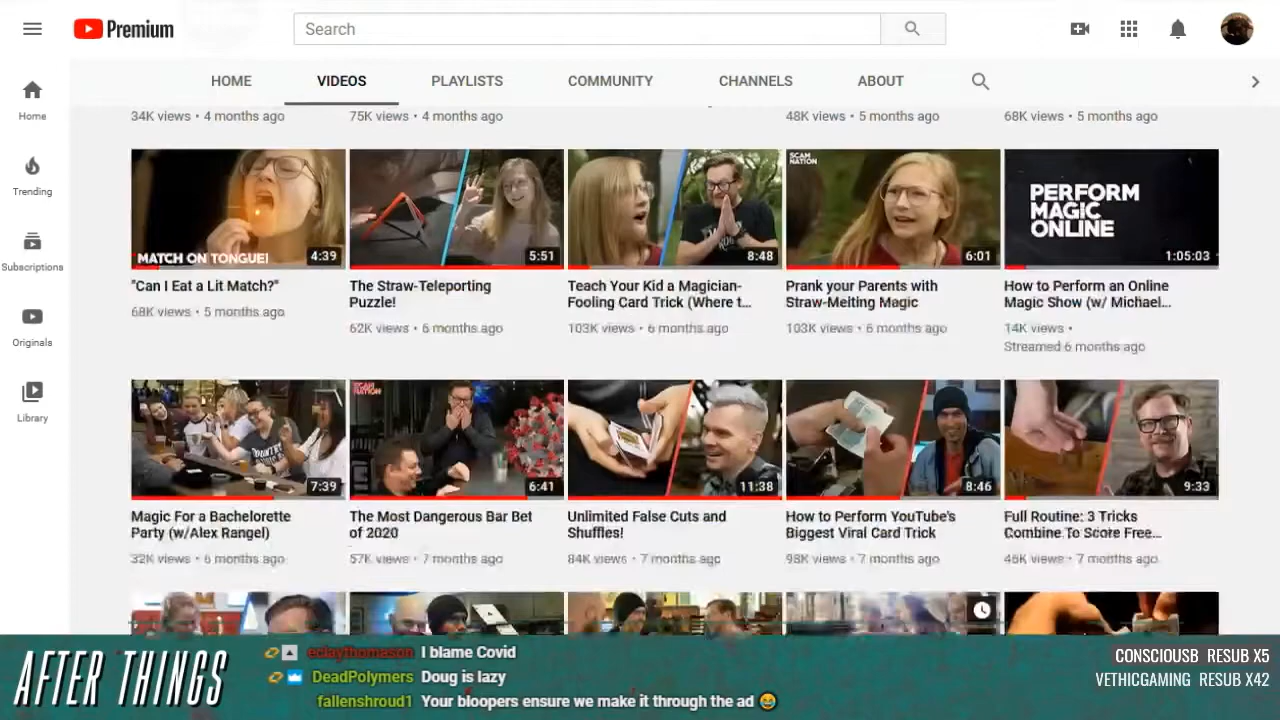 Premium
Search
HOME
VIDEOS
PLAYLISTS
COMMUNITY
CHANNELS
ABOUT
Home
Trending
Subscriptions
Originals
Library
34K views • 4 months ago
75K views • 4 months ago
48K views • 5 months ago
68K views • 5 months ago
MATCH ON TONGUE!
4:39
5:51
8:48
SCAM
NATION
6:01
PERFORM
MAGIC
ONLINE
1:05:03
"Can I Eat a Lit Match?"
68K views • 5 months ago
The Straw-Teleporting
Puzzle!
62K views • 6 months ago
Teach Your Kid a Magician-
Fooling Card Trick (Where t...
103K views • 6 months ago
Prank your Parents with
Straw-Melting Magic
103K views • 6 months ago
How to Perform an Online
Magic Show (w/ Michael...
14K views •
Streamed 6 months ago
7:39
SCAM
NATION
6:41
11:38
8:46
9:33
Magic For a Bachelorette
Party (w/Alex Rangel)
32K views • 6 months ago
The Most Dangerous Bar Bet
of 2020
57K views • 7 months ago
Unlimited False Cuts and
Shuffles!
84K views • 7 months ago
How to Perform YouTube's
Biggest Viral Card Trick
98K views • 7 months ago
Full Routine: 3 Tricks
Combine To Score Free...
46K views • 7 months ago
AFTER THINGS
eclaythomason I blame Covid
DeadPolymers Doug is lazy
fallenshroud1 Your bloopers ensure we make it through the ad 😆
CONSCIOUSB RESUB X5
VETHICGAMING RESUB X42